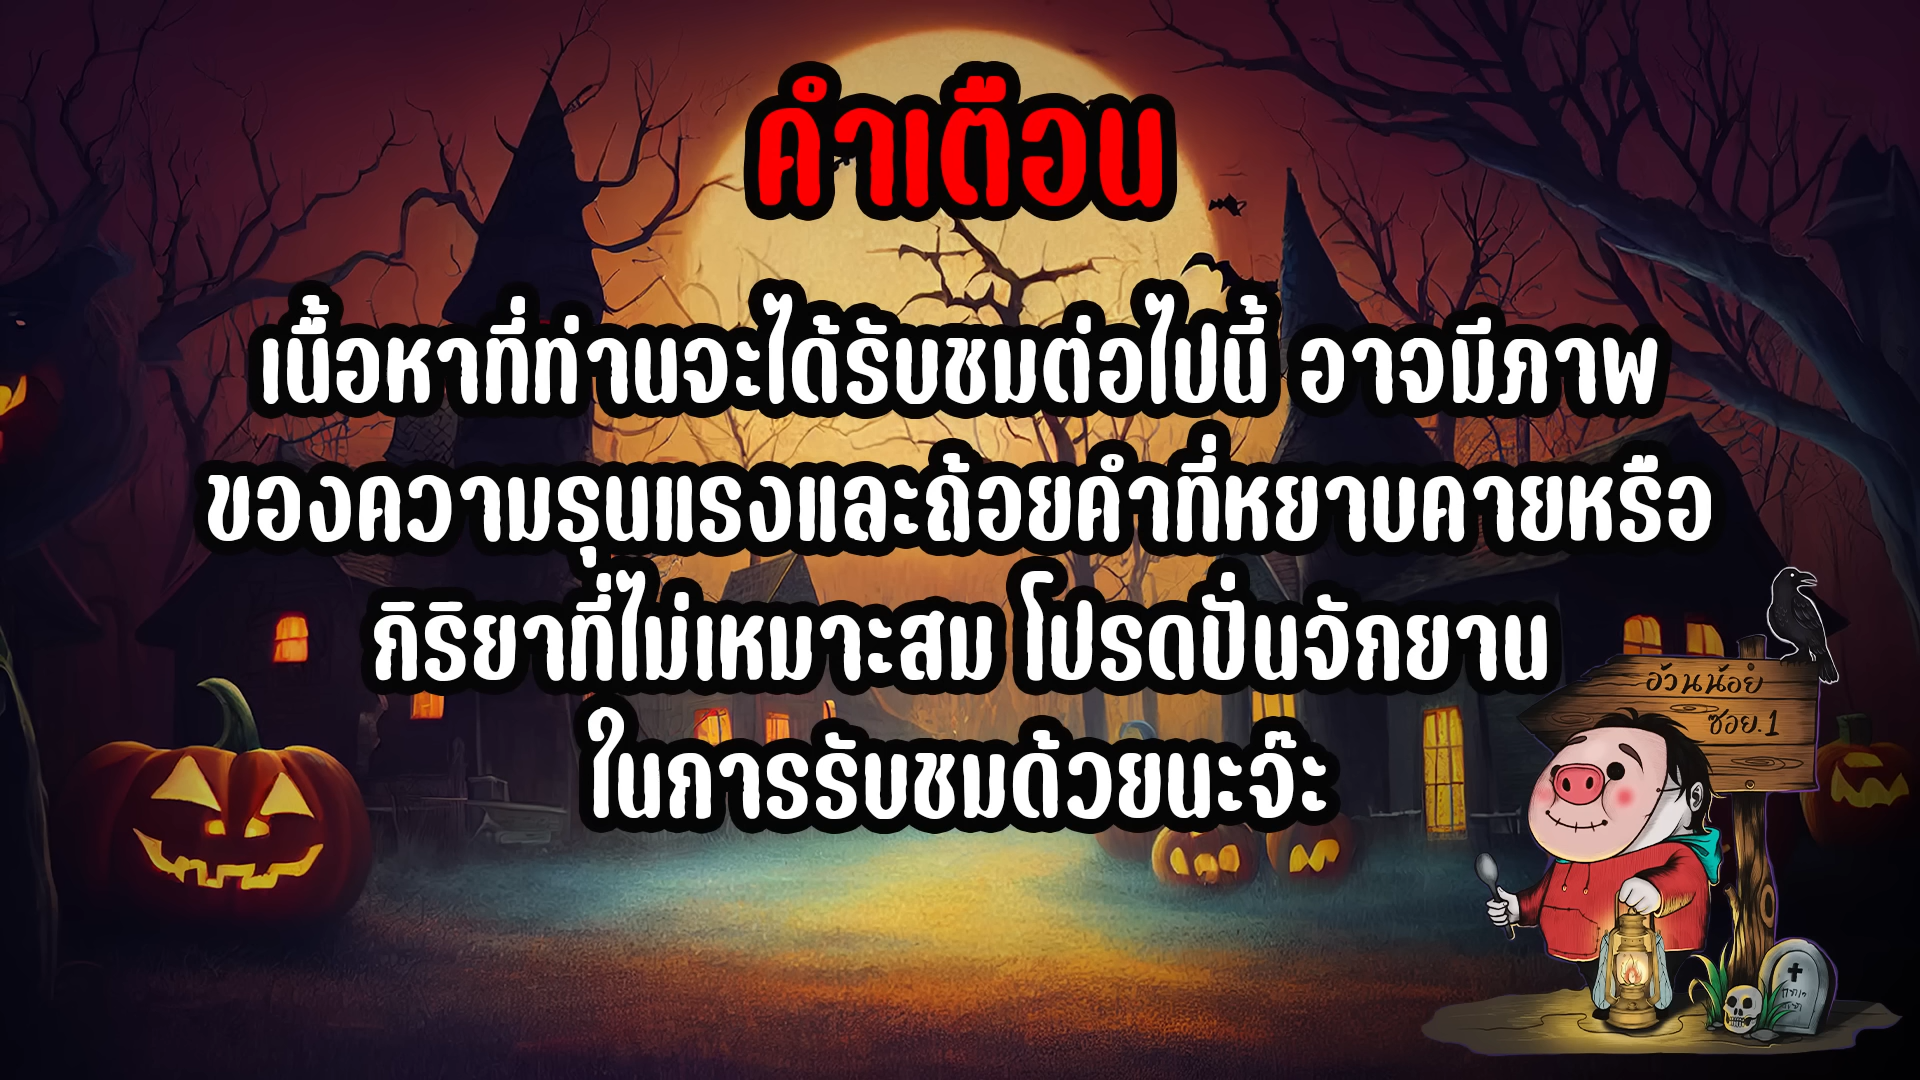 คำเตือน
เนื้อหาที่ท่านจะได้รับชมต่อไปนี้ อาจมีภาพ
ของความรุนแรงและถ้อยคำที่หยาบคายหรือ
กิริยาที่ไม่เหมาะสม โปรดปั่นจักยาน
ในการรับชมด้วยนะจ๊ะ
อ้วนน้อย
ซอย.1